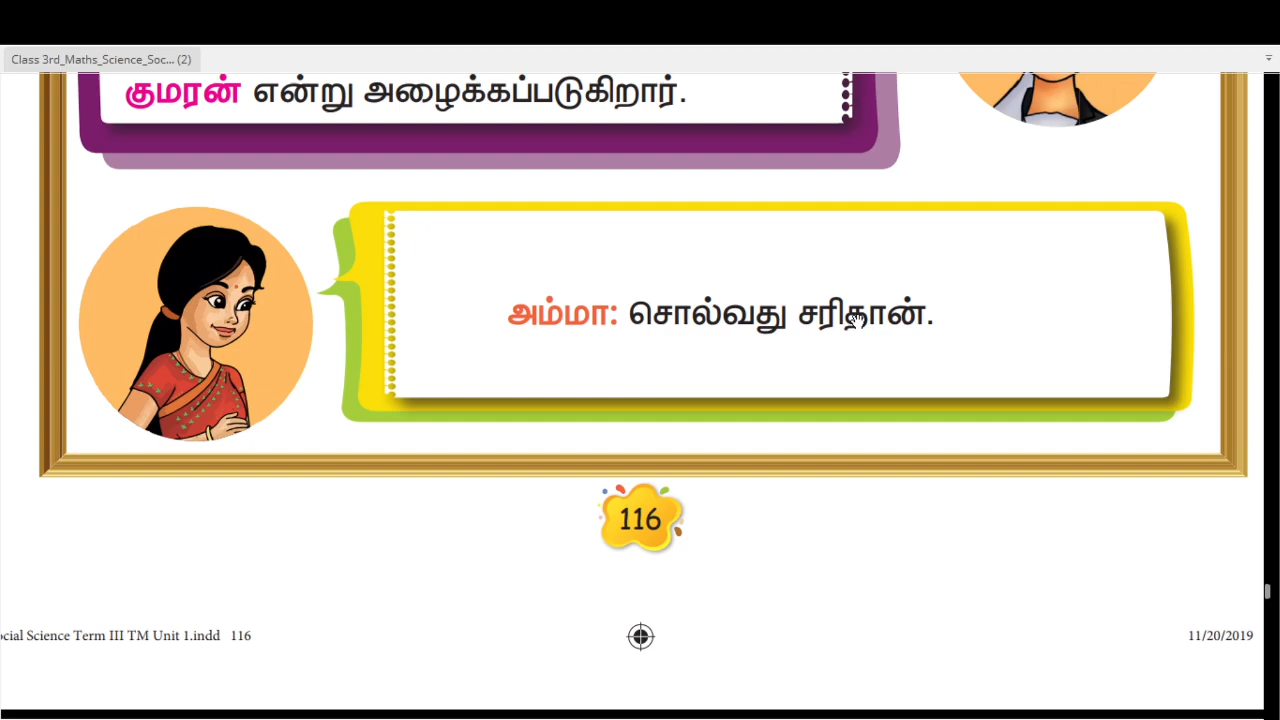 Class 3rd_Maths_Science_Soc... (2)
குமரன் என்று அழைக்கப்படுகிறார்.
அம்மா: சொல்வது சரிதான்.
116
ocial Science Term III TM Unit 1.indd 116
11/20/2019